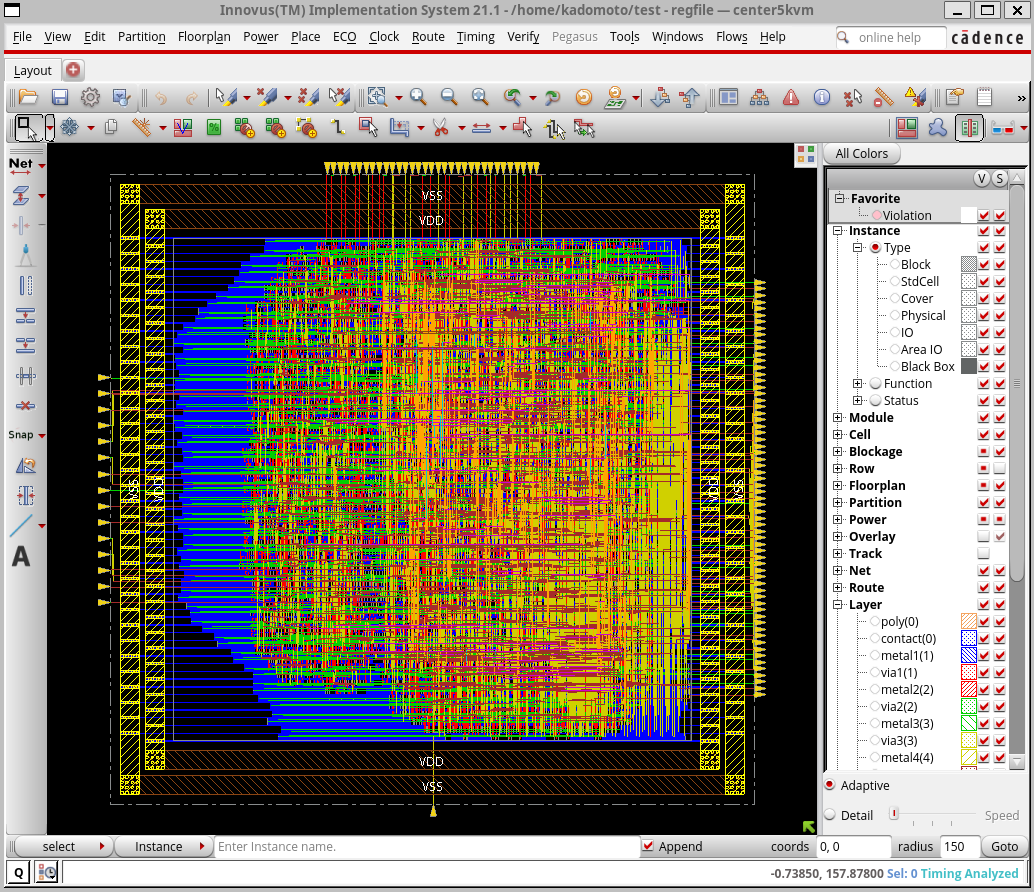 Innovus(TM) Implementation System 21.1 - /home/kadomoto/test - regfile — center5kvm
File View Edit Partition Floorplan Power Place ECO Clock Route Timing Verify Pegasus Tools Windows Flows Help online help cādence
Layout
Net
Snap
A
VSS
VDD
VSS
VSS
VDD
VSS
All Colors
V S
Favorite
Violation
Instance
Type
Block
StdCell
Cover
Physical
IO
Area IO
Black Box
Function
Status
Module
Cell
Blockage
Row
Floorplan
Partition
Power
Overlay
Track
Net
Route
Layer
poly(0)
contact(0)
metal1(1)
via1(1)
metal2(2)
via2(2)
metal3(3)
via3(3)
metal4(4)
Adaptive
Detail Speed
select Instance Enter Instance name. Append coords 0, 0 radius 150 Goto
Q -0.73850, 157.87800 Sel: 0 Timing Analyzed